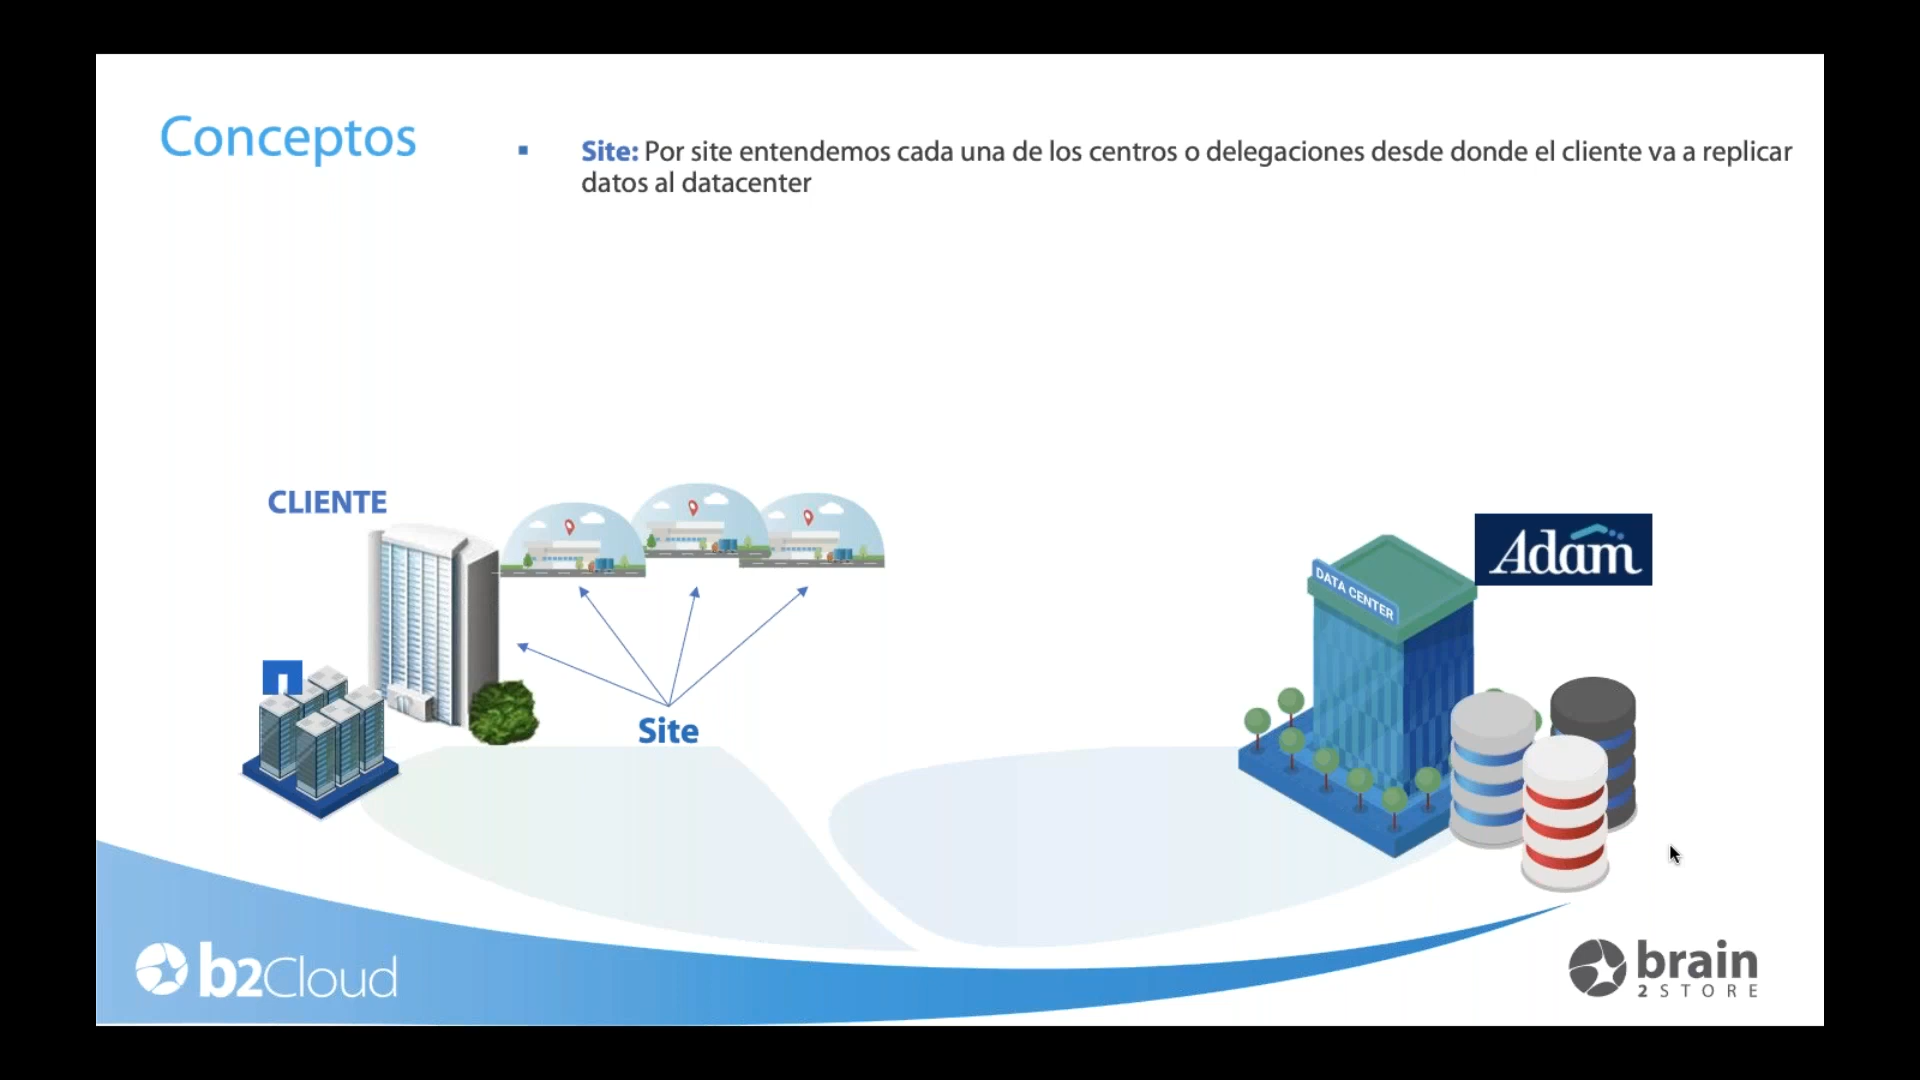 Conceptos
▪ Site: Por site entendemos cada una de los centros o delegaciones desde donde el cliente va a replicar
datos al datacenter
CLIENTE
Adam
DATA CENTER
Site
b2Cloud
brain
2 STORE